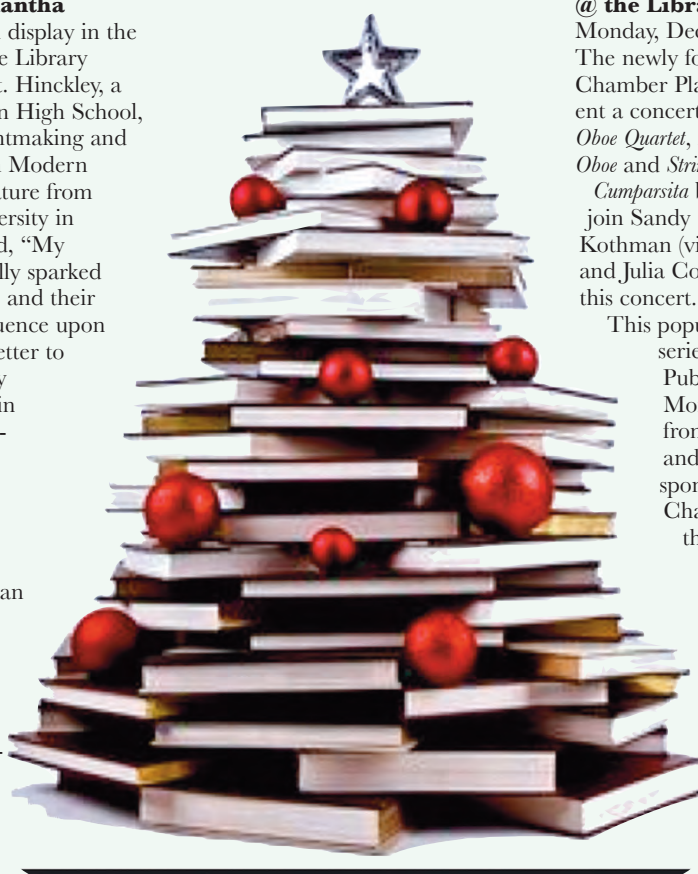 antha
display in the
e Library
t. Hinckley, a
n High School,
ntmaking and
Modern
ature from
ersity in
d, “My
lly sparked
and their
uence upon
etter to
y
in
-
an
-
@ the Libra
Monday, Dec
The newly fo
Chamber Pla
ent a concert
Oboe Quartet,
Oboe and Strin
Cumparsita b
join Sandy
Kothman (vi
and Julia Co
this concert.
This popu
serie
Pub
Mo
from
and
spon
Cha
th